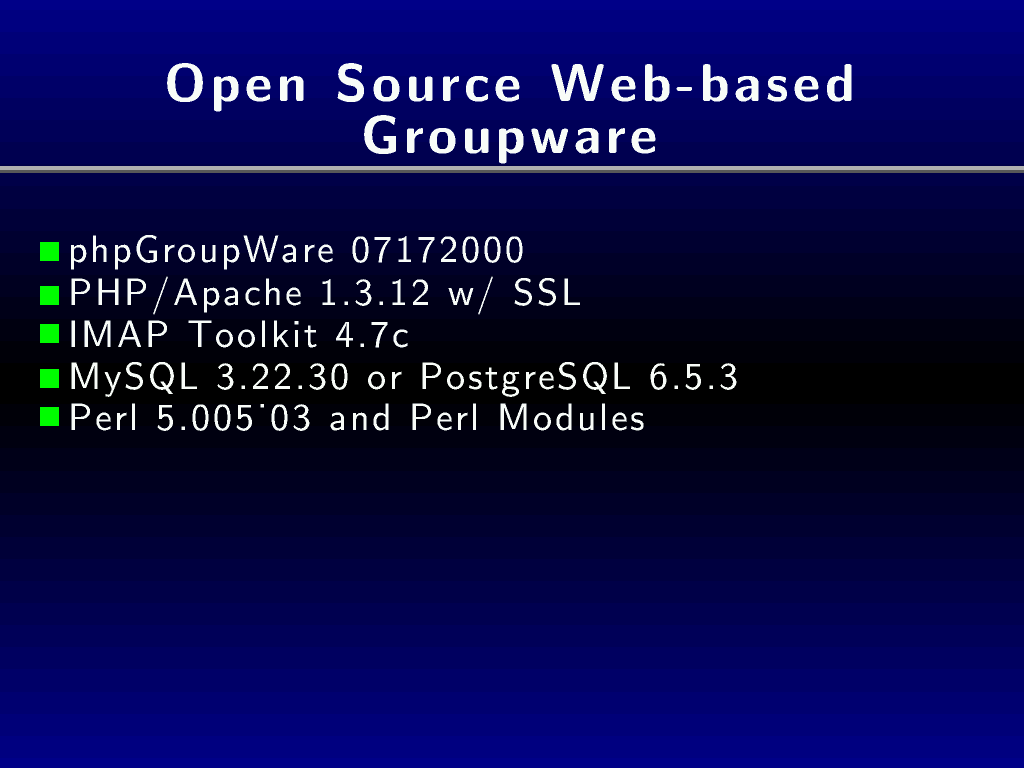 Open Source Web-based
Groupware
phpGroupWare 07172000
PHP/Apache 1.3.12 w/ SSL
IMAP Toolkit 4.7c
MySQL 3.22.30 or PostgreSQL 6.5.3
Perl 5.005˙03 and Perl Modules